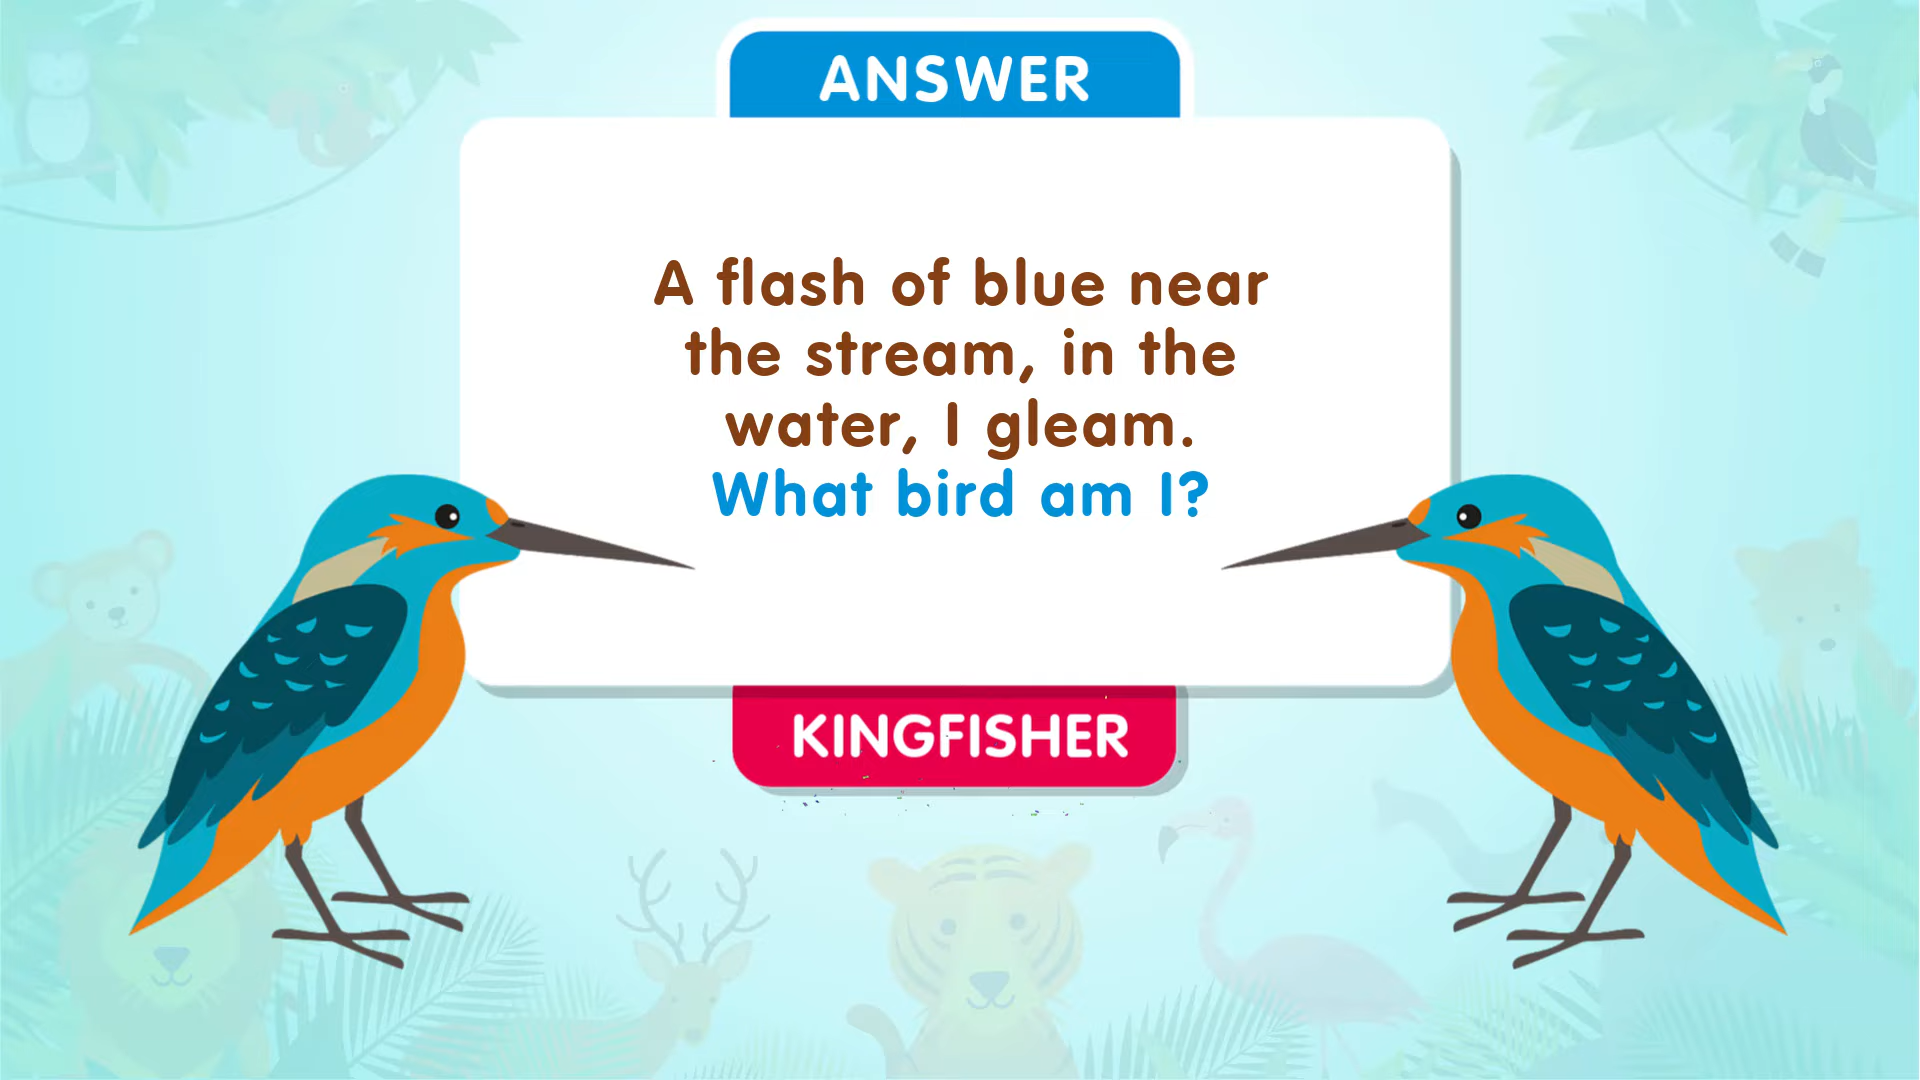 ANSWER
A flash of blue near
the stream, in the
water, I gleam.
What bird am I?
KINGFISHER